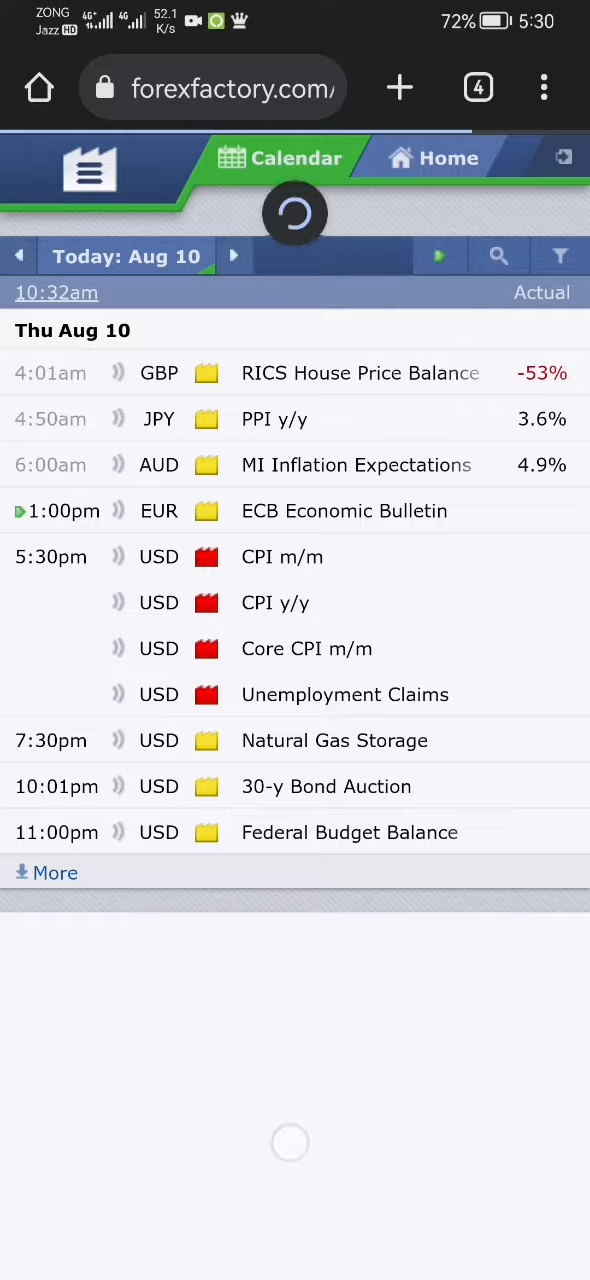 ZONG 4G+ 4G 52.1 72% 5:30
Jazz HD K/s
forexfactory.com/ 4
Calendar Home
Today: Aug 10
10:32am Actual
Thu Aug 10
4:01am GBP RICS House Price Balance -53%
4:50am JPY PPI y/y 3.6%
6:00am AUD MI Inflation Expectations 4.9%
1:00pm EUR ECB Economic Bulletin
5:30pm USD CPI m/m
USD CPI y/y
USD Core CPI m/m
USD Unemployment Claims
7:30pm USD Natural Gas Storage
10:01pm USD 30-y Bond Auction
11:00pm USD Federal Budget Balance
More